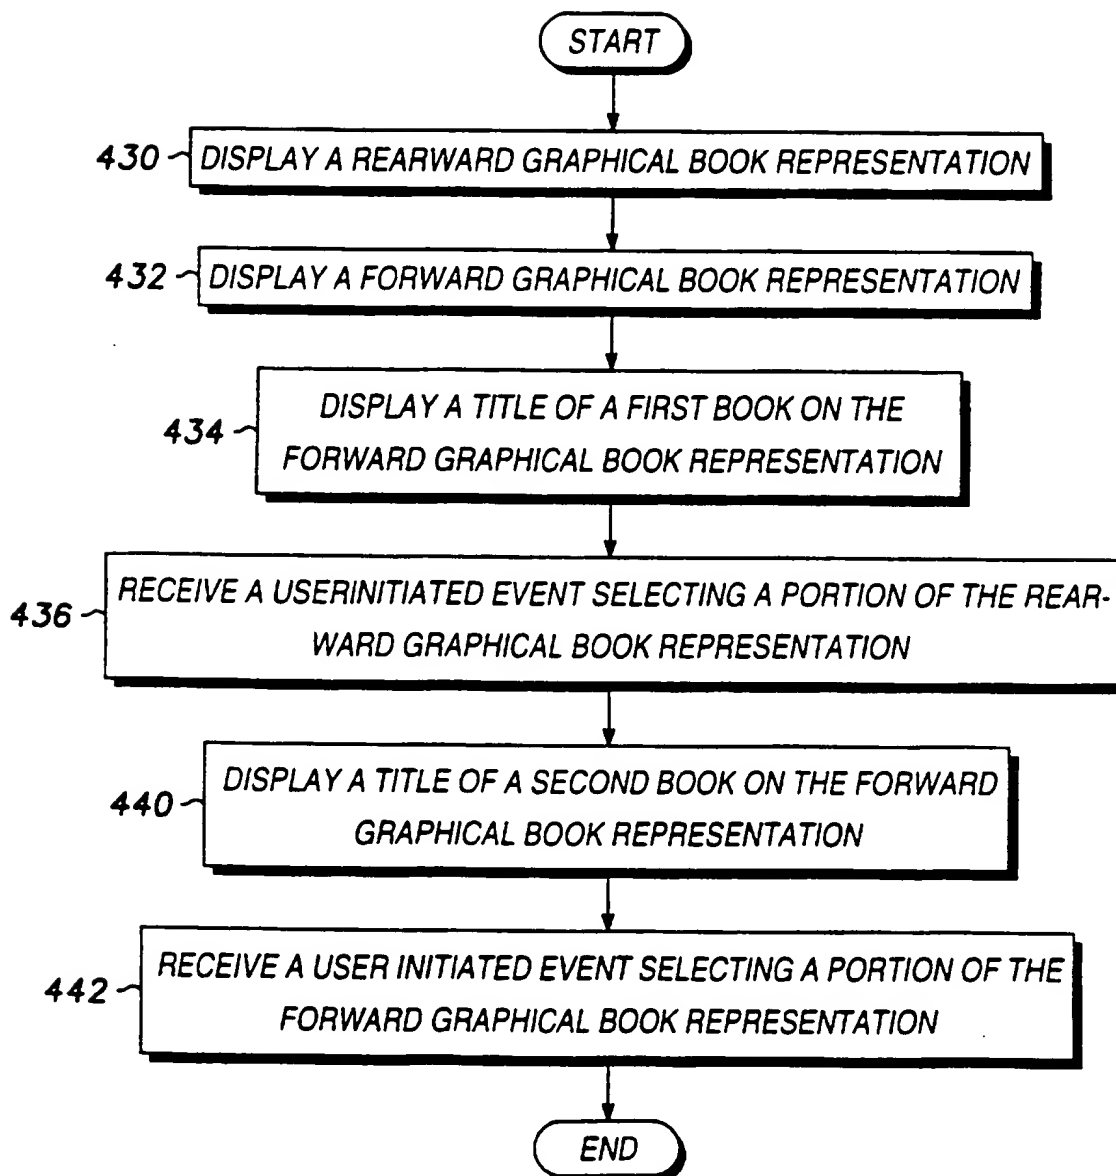 START
430 DISPLAY A REARWARD GRAPHICAL BOOK REPRESENTATION
432 DISPLAY A FORWARD GRAPHICAL BOOK REPRESENTATION
434 DISPLAY A TITLE OF A FIRST BOOK ON THE
FORWARD GRAPHICAL BOOK REPRESENTATION
436 RECEIVE A USERINITIATED EVENT SELECTING A PORTION OF THE REAR-
WARD GRAPHICAL BOOK REPRESENTATION
440 DISPLAY A TITLE OF A SECOND BOOK ON THE FORWARD
GRAPHICAL BOOK REPRESENTATION
442 RECEIVE A USER INITIATED EVENT SELECTING A PORTION OF THE
FORWARD GRAPHICAL BOOK REPRESENTATION
END